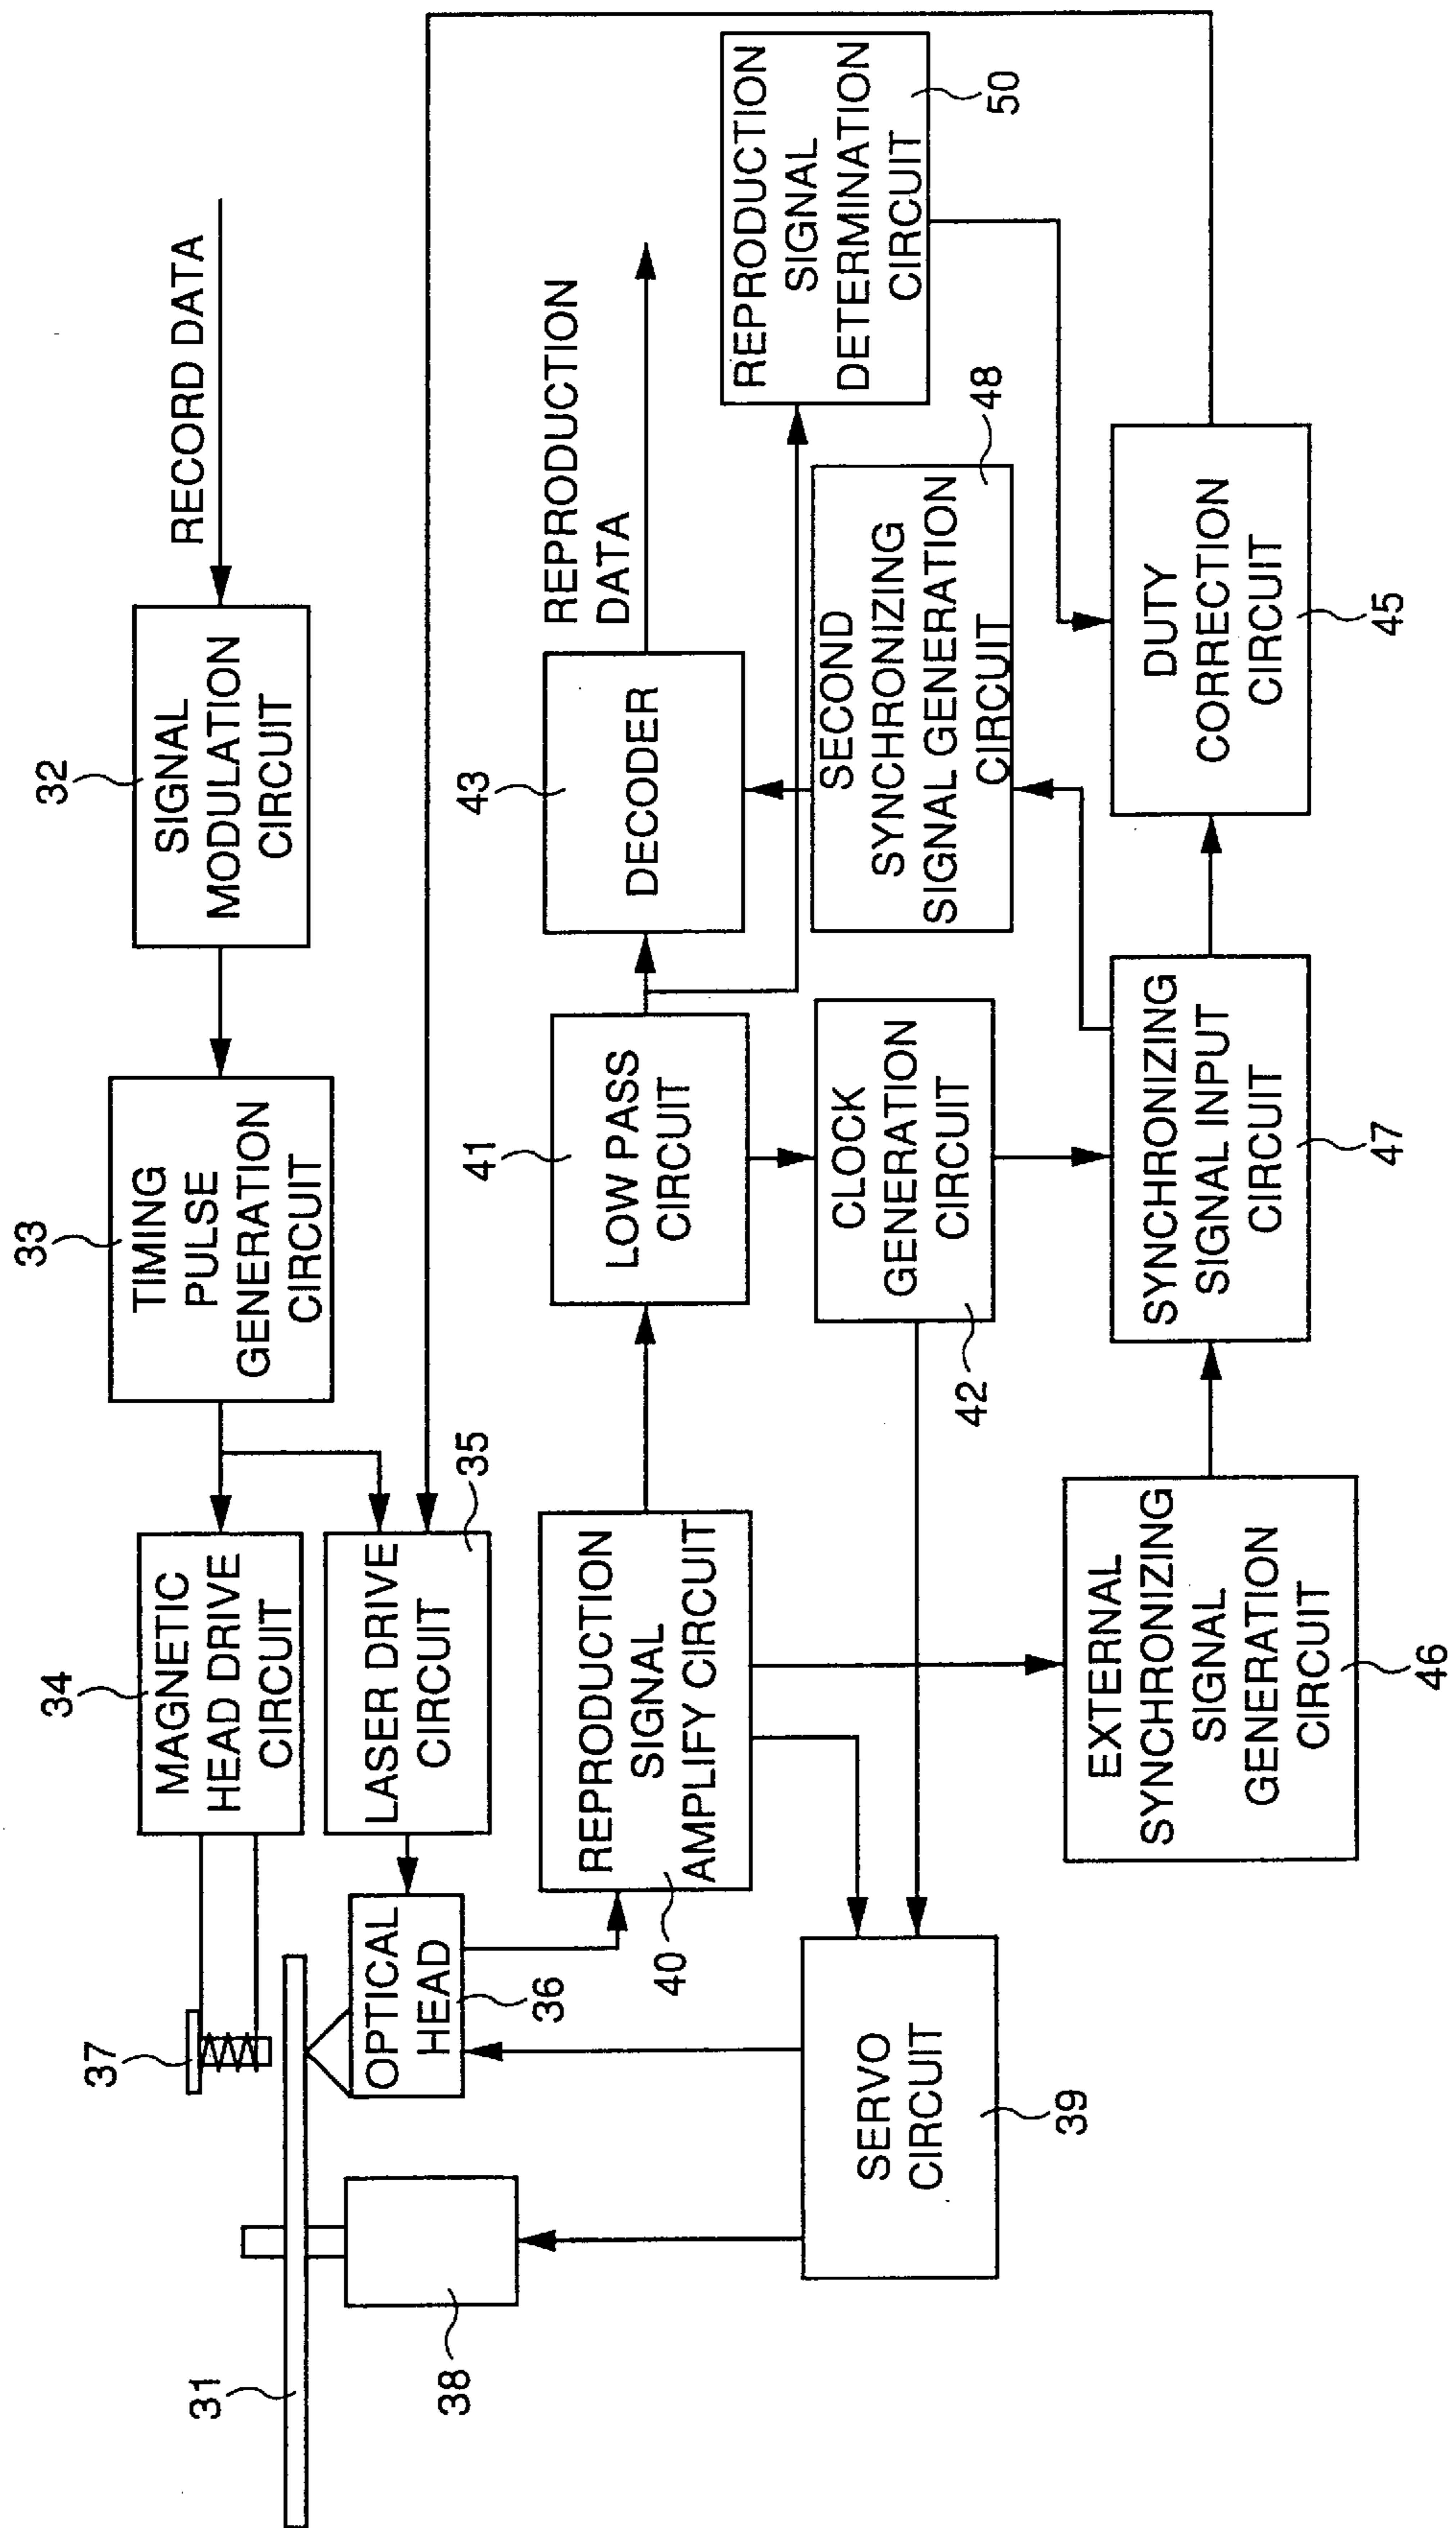 RECORD DATA
32
SIGNAL
MODULATION
CIRCUIT
33
TIMING
PULSE
GENERATION
CIRCUIT
34
MAGNETIC
HEAD DRIVE
CIRCUIT
35
LASER DRIVE
CIRCUIT
37
31
38
OPTICAL
HEAD
36
40
REPRODUCTION
SIGNAL
AMPLIFY CIRCUIT
41
LOW PASS
CIRCUIT
43
DECODER
REPRODUCTION
DATA
REPRODUCTION
SIGNAL
DETERMINATION
CIRCUIT
50
SERVO
CIRCUIT
39
CLOCK
GENERATION
CIRCUIT
42
SECOND
SYNCHRONIZING
SIGNAL GENERATION
CIRCUIT
48
EXTERNAL
SYNCHRONIZING
SIGNAL
GENERATION
CIRCUIT
46
SYNCHRONIZING
SIGNAL INPUT
CIRCUIT
47
DUTY
CORRECTION
CIRCUIT
45